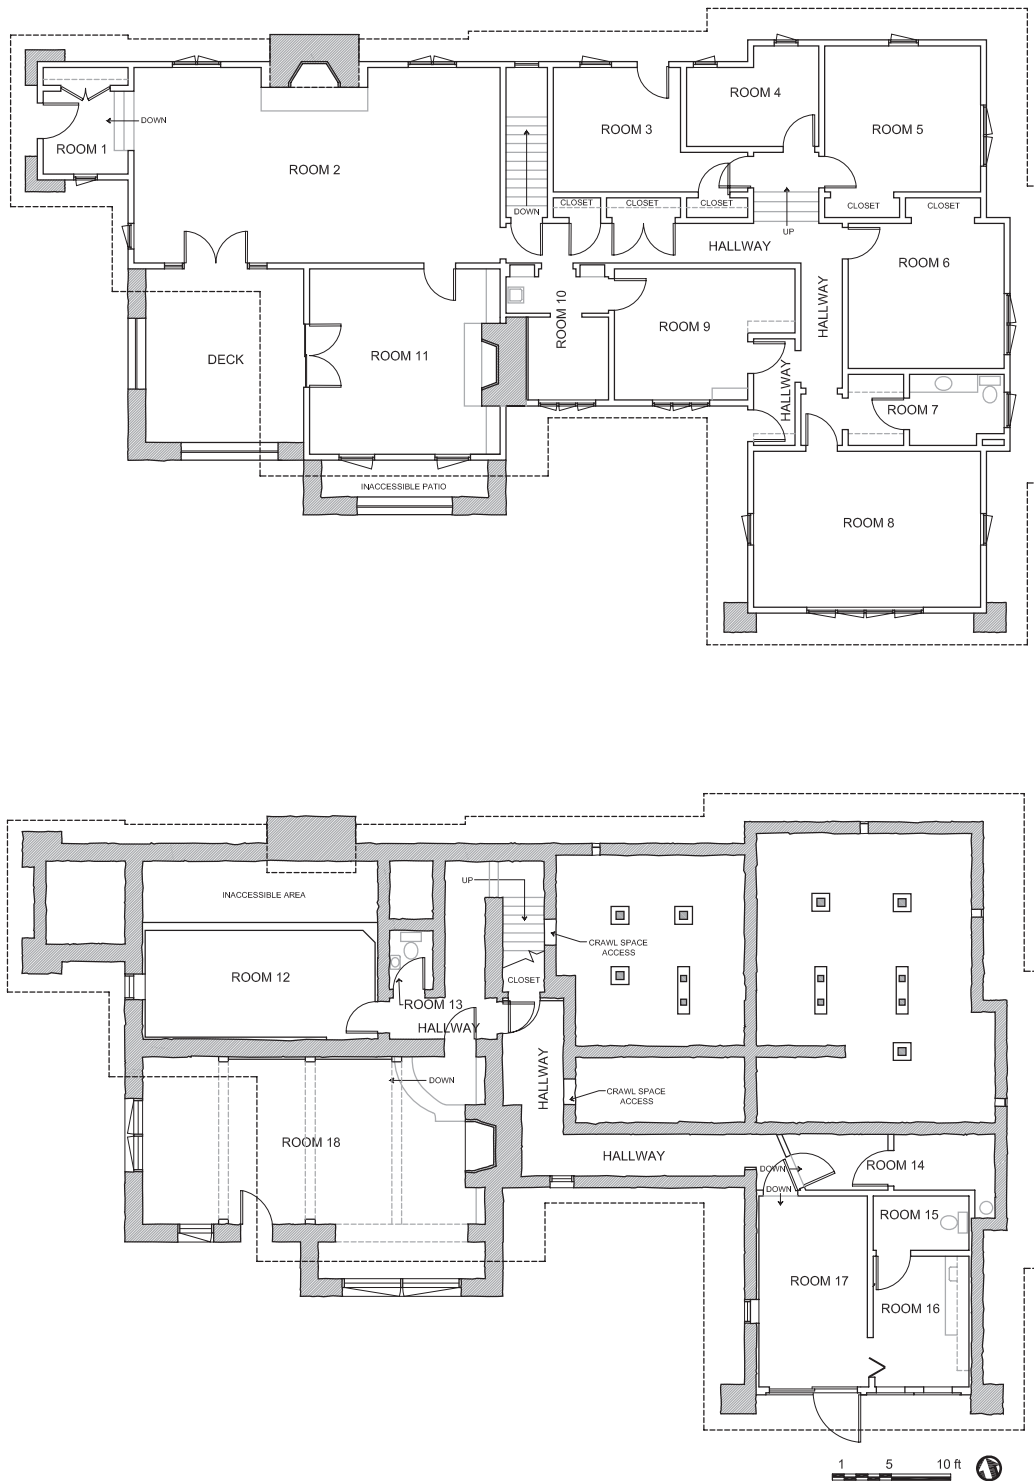 ROOM 4
ROOM 3
ROOM 5
DOWN
ROOM 1
ROOM 2
CLOSET
CLOSET
CLOSET
CLOSET
CLOSET
DOWN
UP
HALLWAY
ROOM 6
HALLWAY
ROOM 10
ROOM 9
DECK
ROOM 11
HALLWAY
ROOM 7
INACCESSIBLE PATIO
ROOM 8
UP
INACCESSIBLE AREA
CRAWL SPACE
ACCESS
ROOM 12
CLOSET
ROOM 13
HALLWAY
HALLWAY
DOWN
CRAWL SPACE
ACCESS
ROOM 18
HALLWAY
ROOM 14
DOWN
DOWN
ROOM 15
ROOM 17
ROOM 16
1 5 10 ft